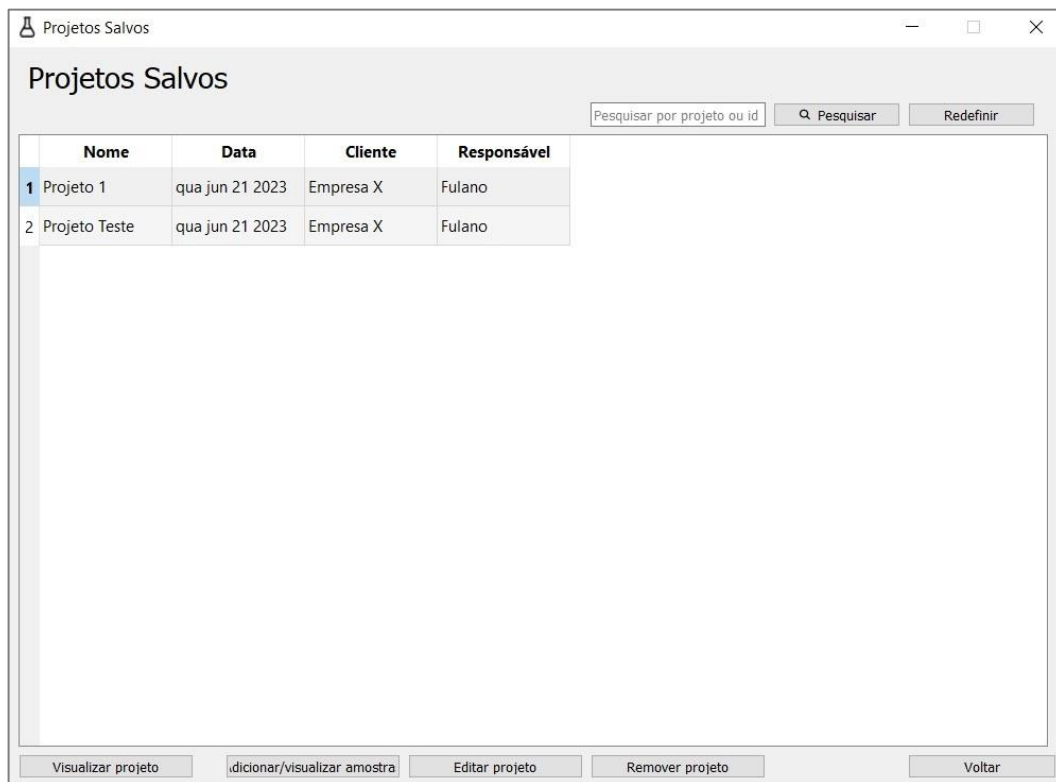 Projetos Salvos
Projetos Salvos
Pesquisar por projeto ou id Pesquisar Redefinir
Nome Data Cliente Responsável
1 Projeto 1 qua jun 21 2023 Empresa X Fulano
2 Projeto Teste qua jun 21 2023 Empresa X Fulano
Visualizar projeto dicionar/visualizar amostra Editar projeto Remover projeto Voltar